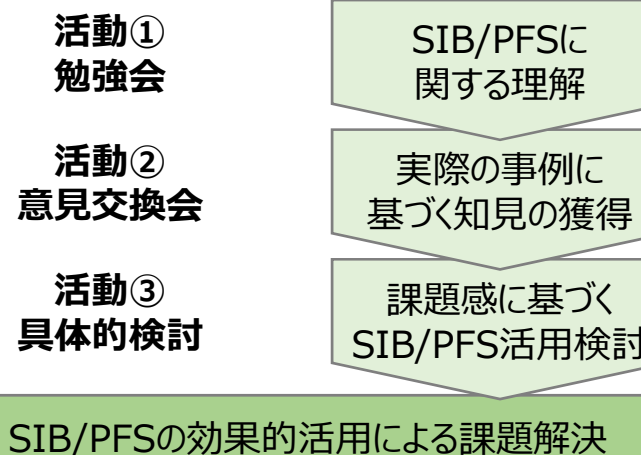 活動①
勉強会
SIB/PFSに
関する理解
活動②
意見交換会
実際の事例に
基づく知見の獲得
活動③
具体的検討
課題感に基づく
SIB/PFS活用検討
SIB/PFSの効果的活用による課題解決